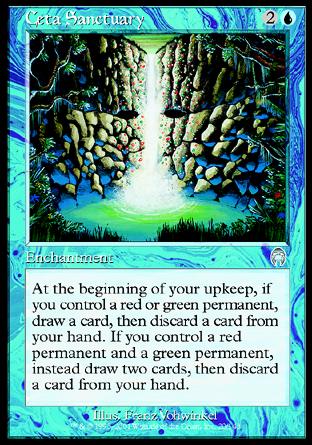 Ceta Sanctuary 2
Enchantment
At the beginning of your upkeep, if
you control a red or green permanent,
draw a card, then discard a card from
your hand. If you control a red
permanent and a green permanent,
instead draw two cards, then discard
a card from your hand.
Illus. Franz Vohwinkel